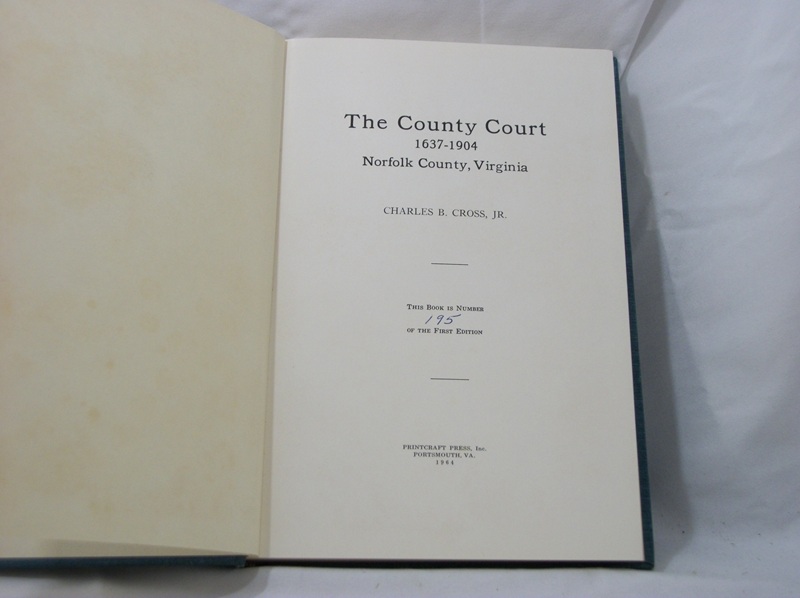 The County Court
1637-1904
Norfolk County, Virginia
CHARLES B. CROSS, JR.
This Book is Number
195
of the First Edition
PRINTCRAFT PRESS, Inc.
PORTSMOUTH, VA.
1964